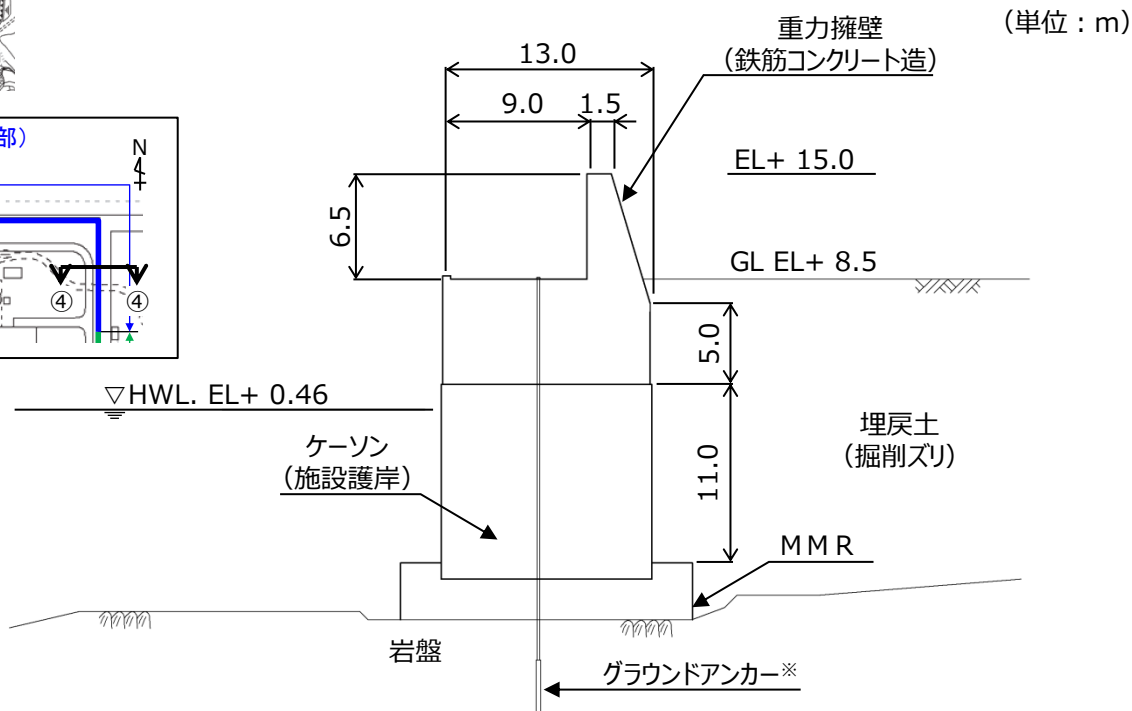 (単位：m)
重力擁壁
(鉄筋コンクリート造)
13.0
9.0
1.5
EL+ 15.0
6.5
GL EL+ 8.5
部)
N
④
④
5.0
▽HWL. EL+ 0.46
埋戻土
(掘削ズリ)
ケーソン
(施設護岸)
11.0
ＭＭＲ
岩盤
グラウンドアンカー※